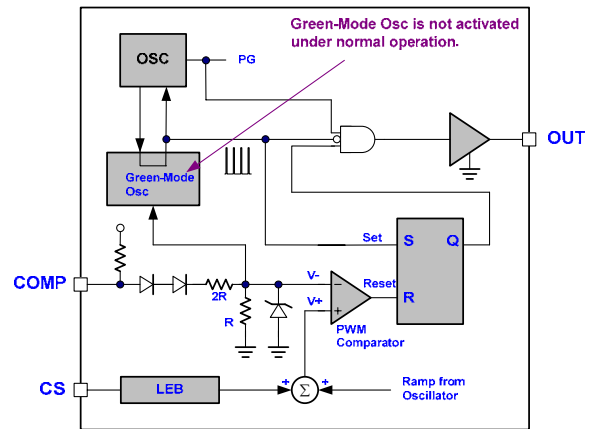 Green-Mode Osc is not activated
under normal operation.
OSC
PG
OUT
Green-Mode
Osc
Set
S
Q
COMP
2R
V-
Reset
R
R
V+
PWM
Comparator
CS
LEB
+
Σ
+
Ramp from
Oscillator